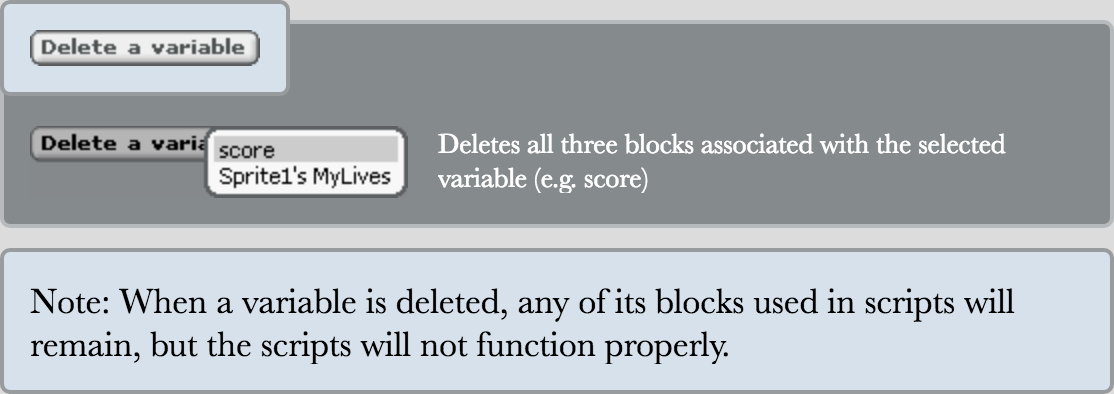 Delete a variable
Delete a varia
score
Sprite1's MyLives
Deletes all three blocks associated with the selected
variable (e.g. score)
Note: When a variable is deleted, any of its blocks used in scripts will
remain, but the scripts will not function properly.